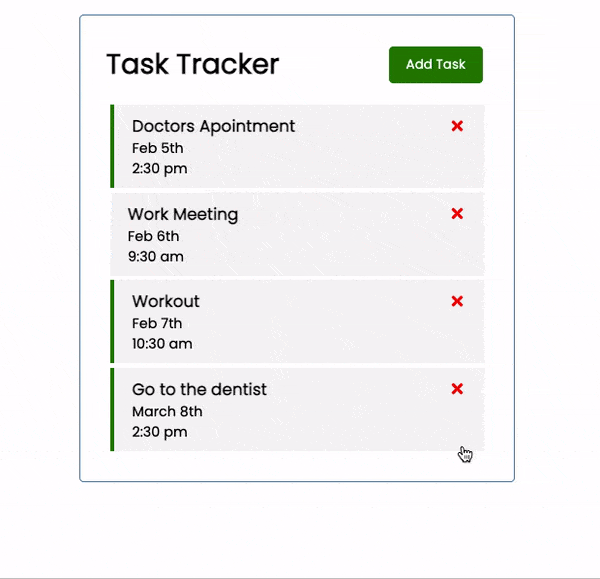 Task Tracker
Add Task
Doctors Apointment
Feb 5th
2:30 pm
Work Meeting
Feb 6th
9:30 am
Workout
Feb 7th
10:30 am
Go to the dentist
March 8th
2:30 pm